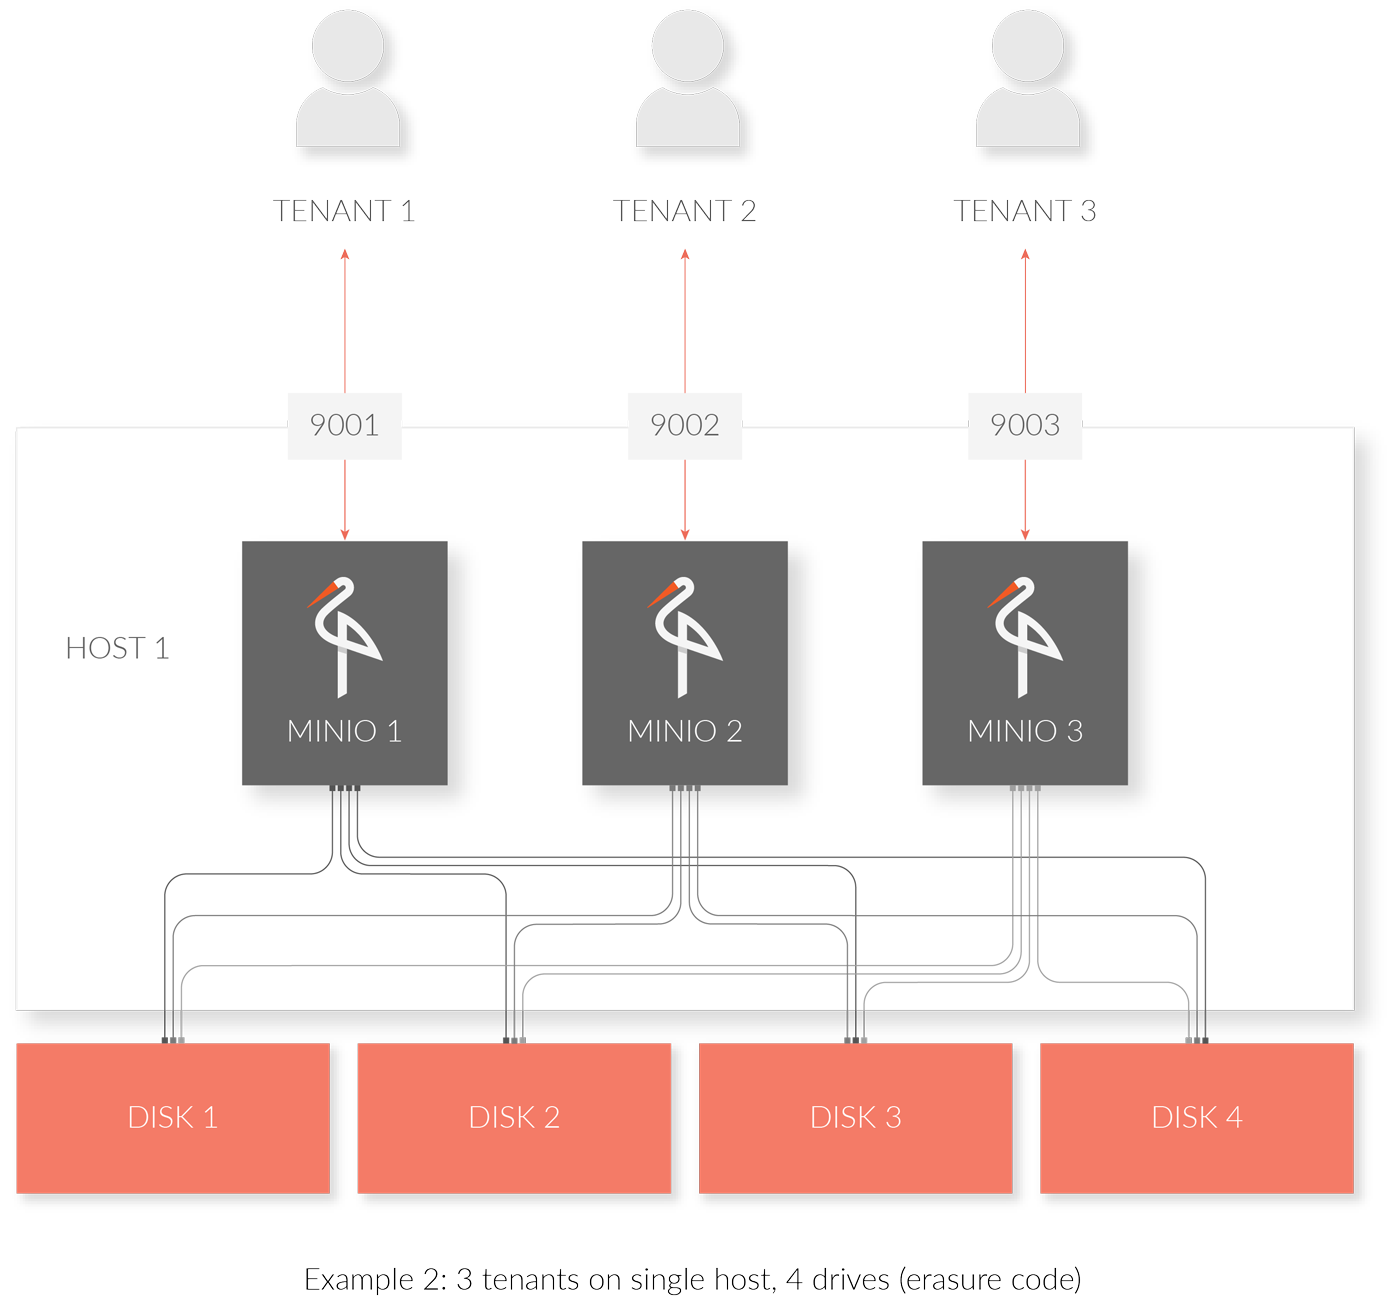 TENANT 1
TENANT 2
TENANT 3
9001
9002
9003
HOST 1
MINIO 1
MINIO 2
MINIO 3
DISK 1
DISK 2
DISK 3
DISK 4
Example 2: 3 tenants on single host, 4 drives (erasure code)